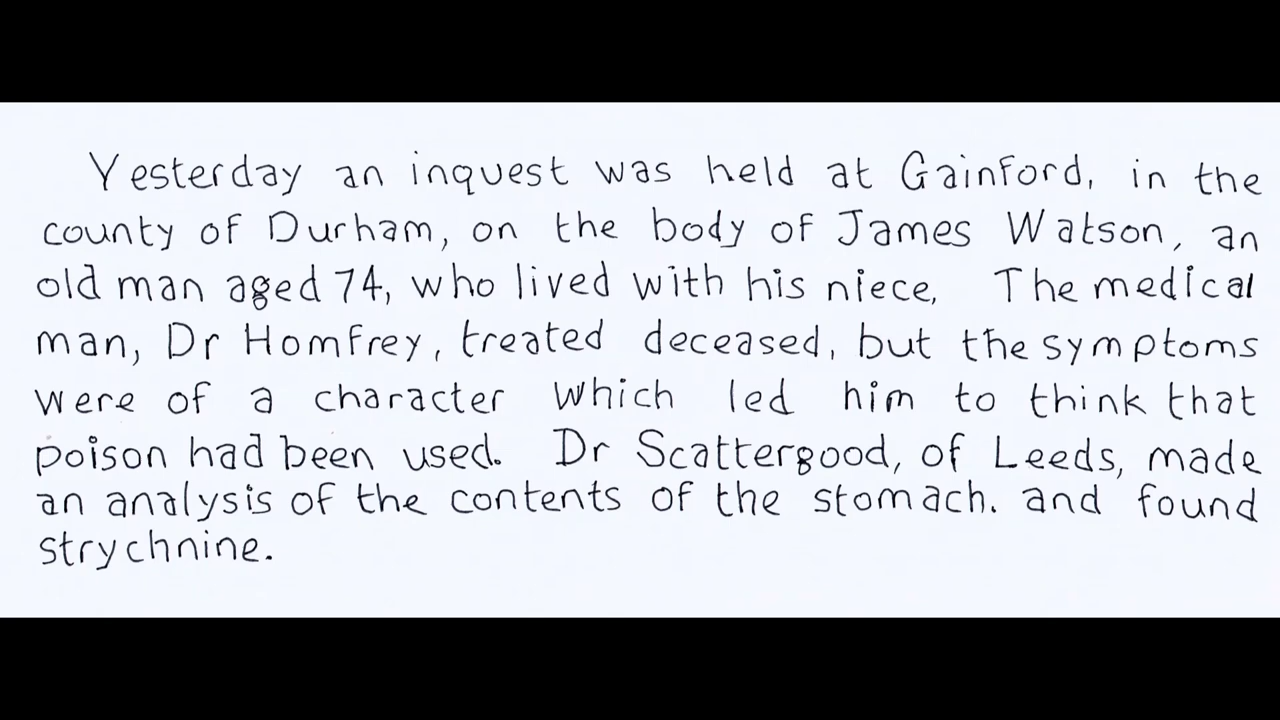 Yesterday an inquest was held at Gainford, in the
county of Durham, on the body of James Watson, an
old man aged 74, who lived with his niece, The medical
man, Dr Homfrey, treated deceased, but the symptoms
were of a character which led him to think that
poison had been used. Dr Scattergood, of Leeds, made
an analysis of the contents of the stomach. and found
strychnine.